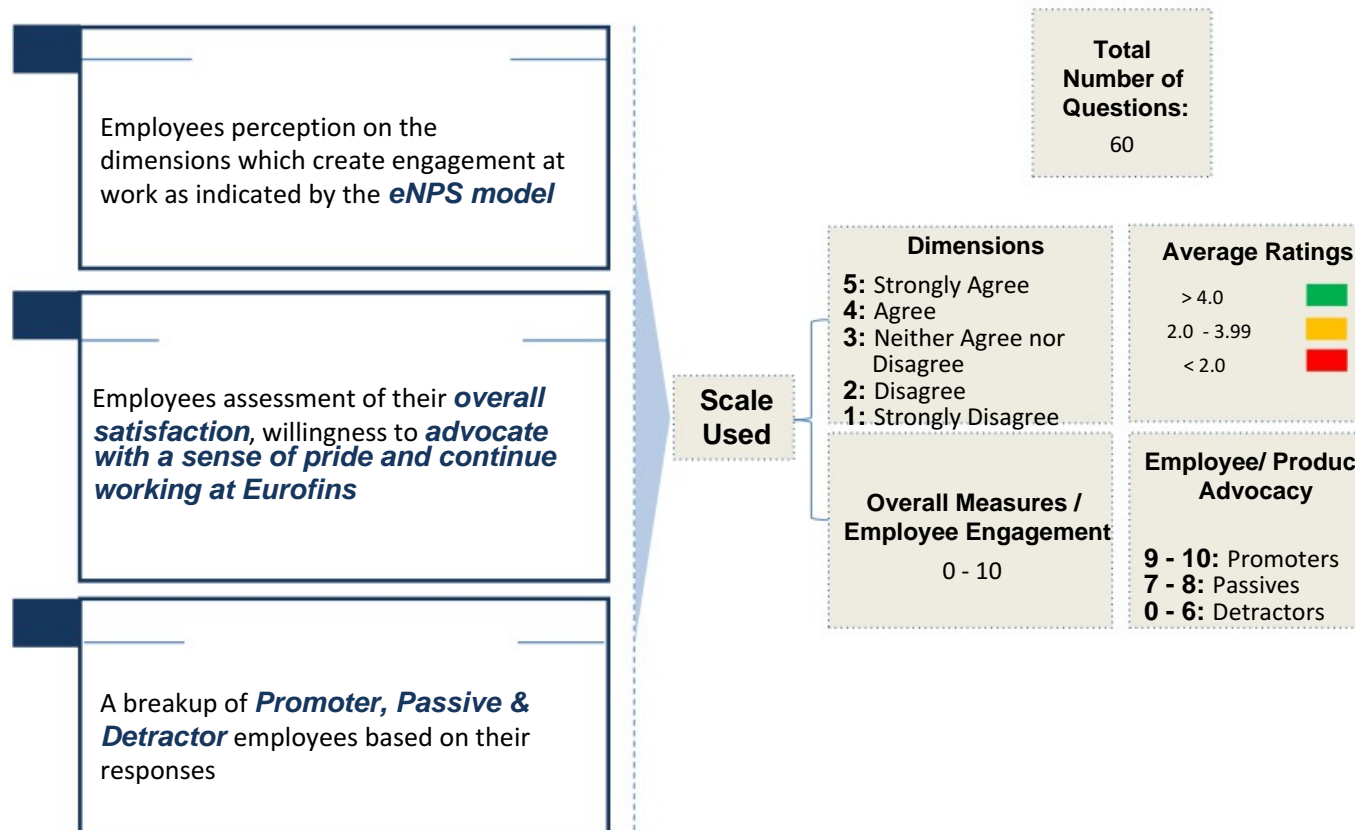 Employees perception on the
dimensions which create engagement at
work as indicated by the eNPS model
Employees assessment of their overall
satisfaction, willingness to advocate
with a sense of pride and continue
working at Eurofins
A breakup of Promoter, Passive &
Detractor employees based on their
responses
Scale
Used
Total
Number of
Questions:
60
Dimensions
5: Strongly Agree
4: Agree
3: Neither Agree nor
Disagree
2: Disagree
1: Strongly Disagree
Average Ratings
> 4.0
2.0 - 3.99
< 2.0
Overall Measures /
Employee Engagement
0 - 10
Employee/ Produc
Advocacy
9 - 10: Promoters
7 - 8: Passives
0 - 6: Detractors